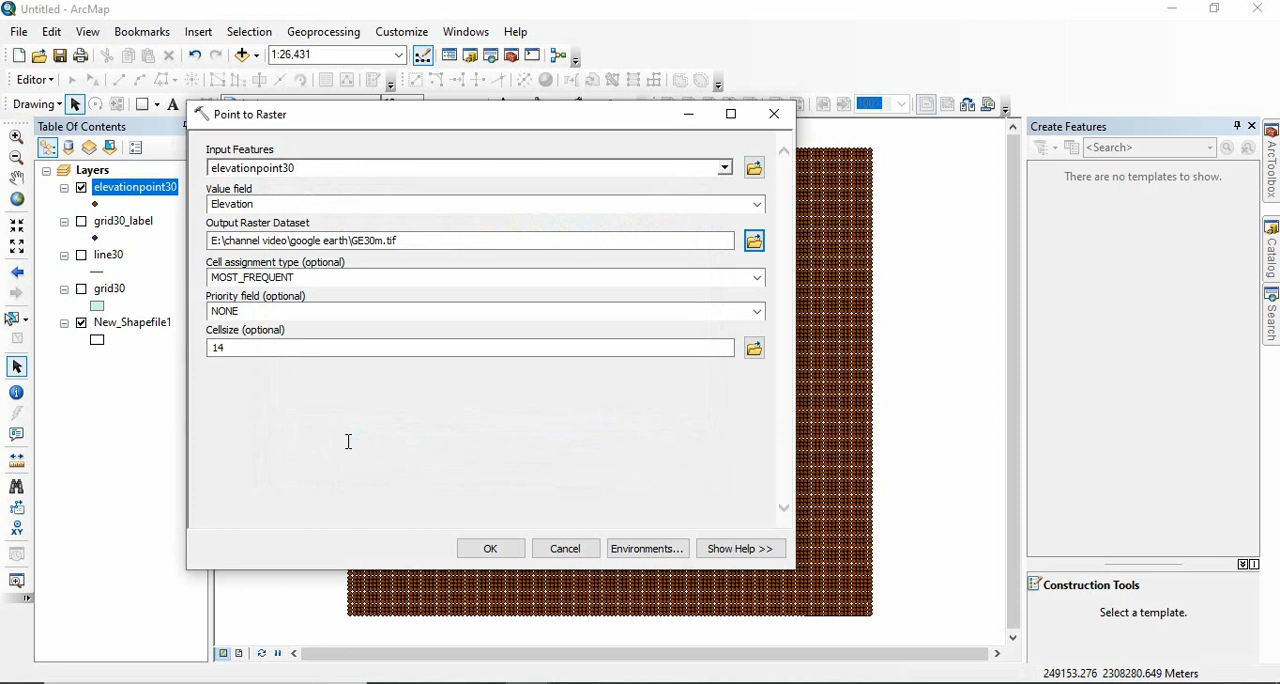 Untitled - ArcMap
File Edit View Bookmarks Insert Selection Geoprocessing Customize Windows Help
1:26,431
Editor
Drawing A
Point to Raster
Table Of Contents
Create Features
<Search>
There are no templates to show.
Layers
elevationpoint30
grid30_label
line30
grid30
New_Shapefile1
Input Features
elevationpoint30
Value field
Elevation
Output Raster Dataset
E:\channel video\google earth\GE30m.tif
Cell assignment type (optional)
MOST_FREQUENT
Priority field (optional)
NONE
Cellsize (optional)
14
OK Cancel Environments... Show Help >>
ArcToolbox
Catalog
Search
XY
Construction Tools
Select a template.
249153.276 2308280.649 Meters